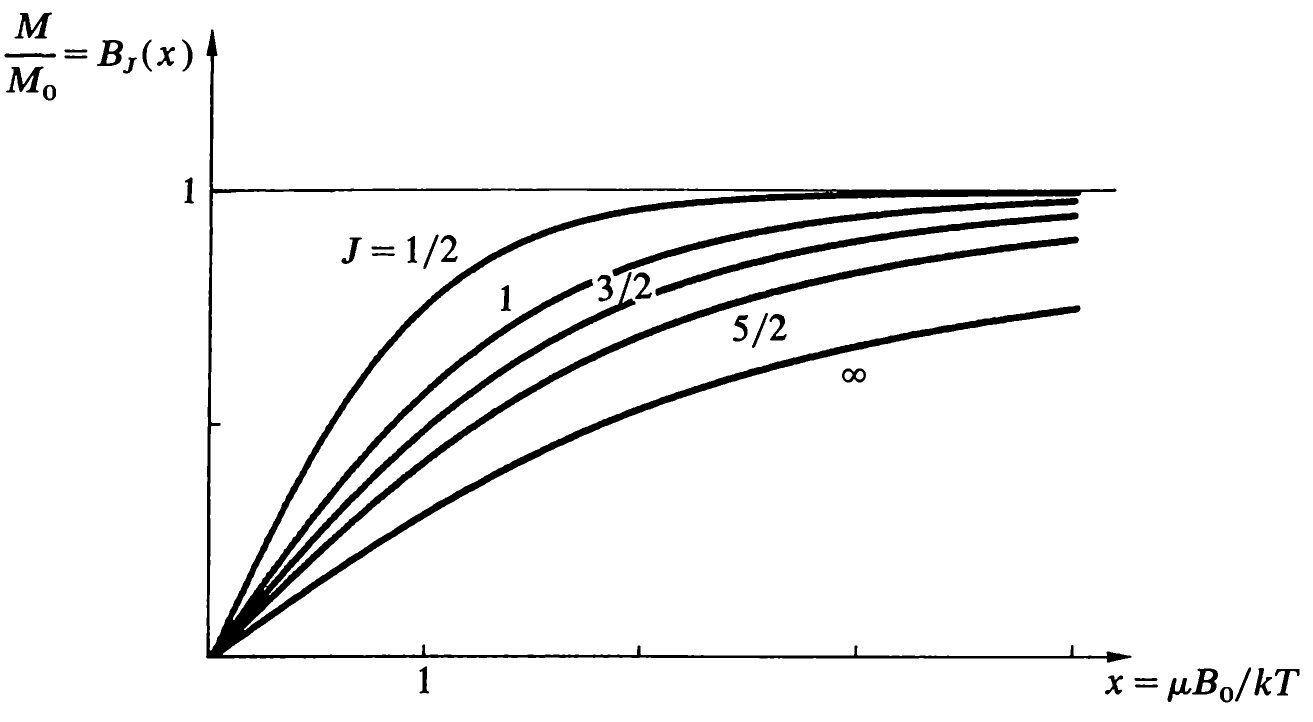 M/M₀ = B_J(x)
1
J = 1/2
1
3/2
5/2
∞
1
x = μB₀/kT